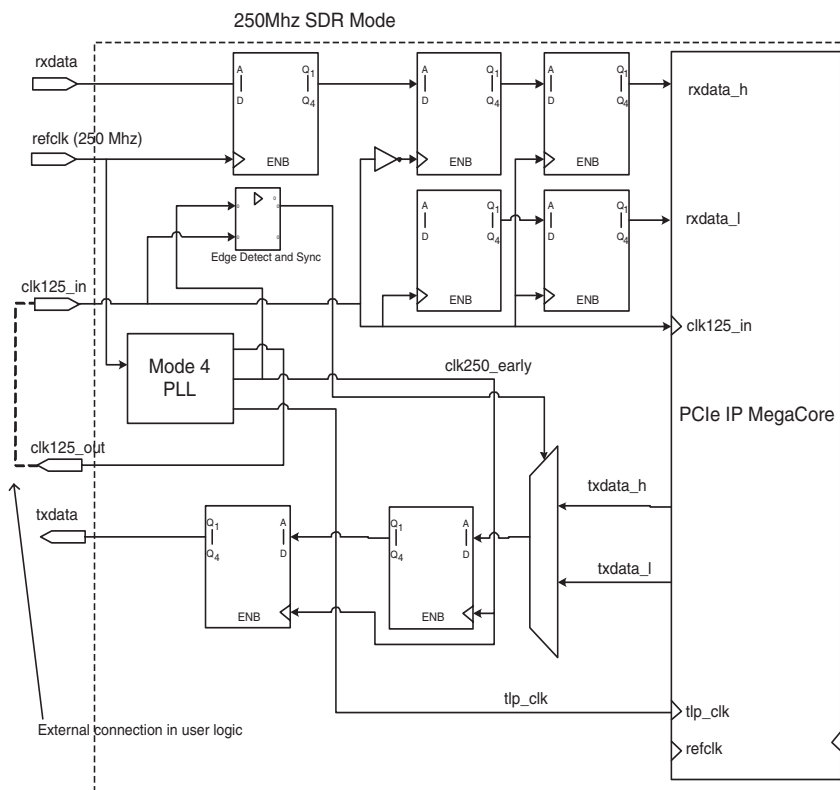 250Mhz SDR Mode
rxdata
refclk (250 Mhz)
A
D
Q1
Q4
ENB
A
D
Q1
Q4
ENB
A
D
Q1
Q4
ENB
rxdata_h
Edge Detect and Sync
A
D
Q1
Q4
ENB
A
D
Q1
Q4
ENB
rxdata_l
clk125_in
clk125_in
Mode 4
PLL
clk250_early
PCIe IP MegaCore
clk125_out
txdata_h
txdata
Q1
Q4
A
D
ENB
Q1
Q4
A
D
ENB
txdata_l
tlp_clk
tlp_clk
External connection in user logic
refclk